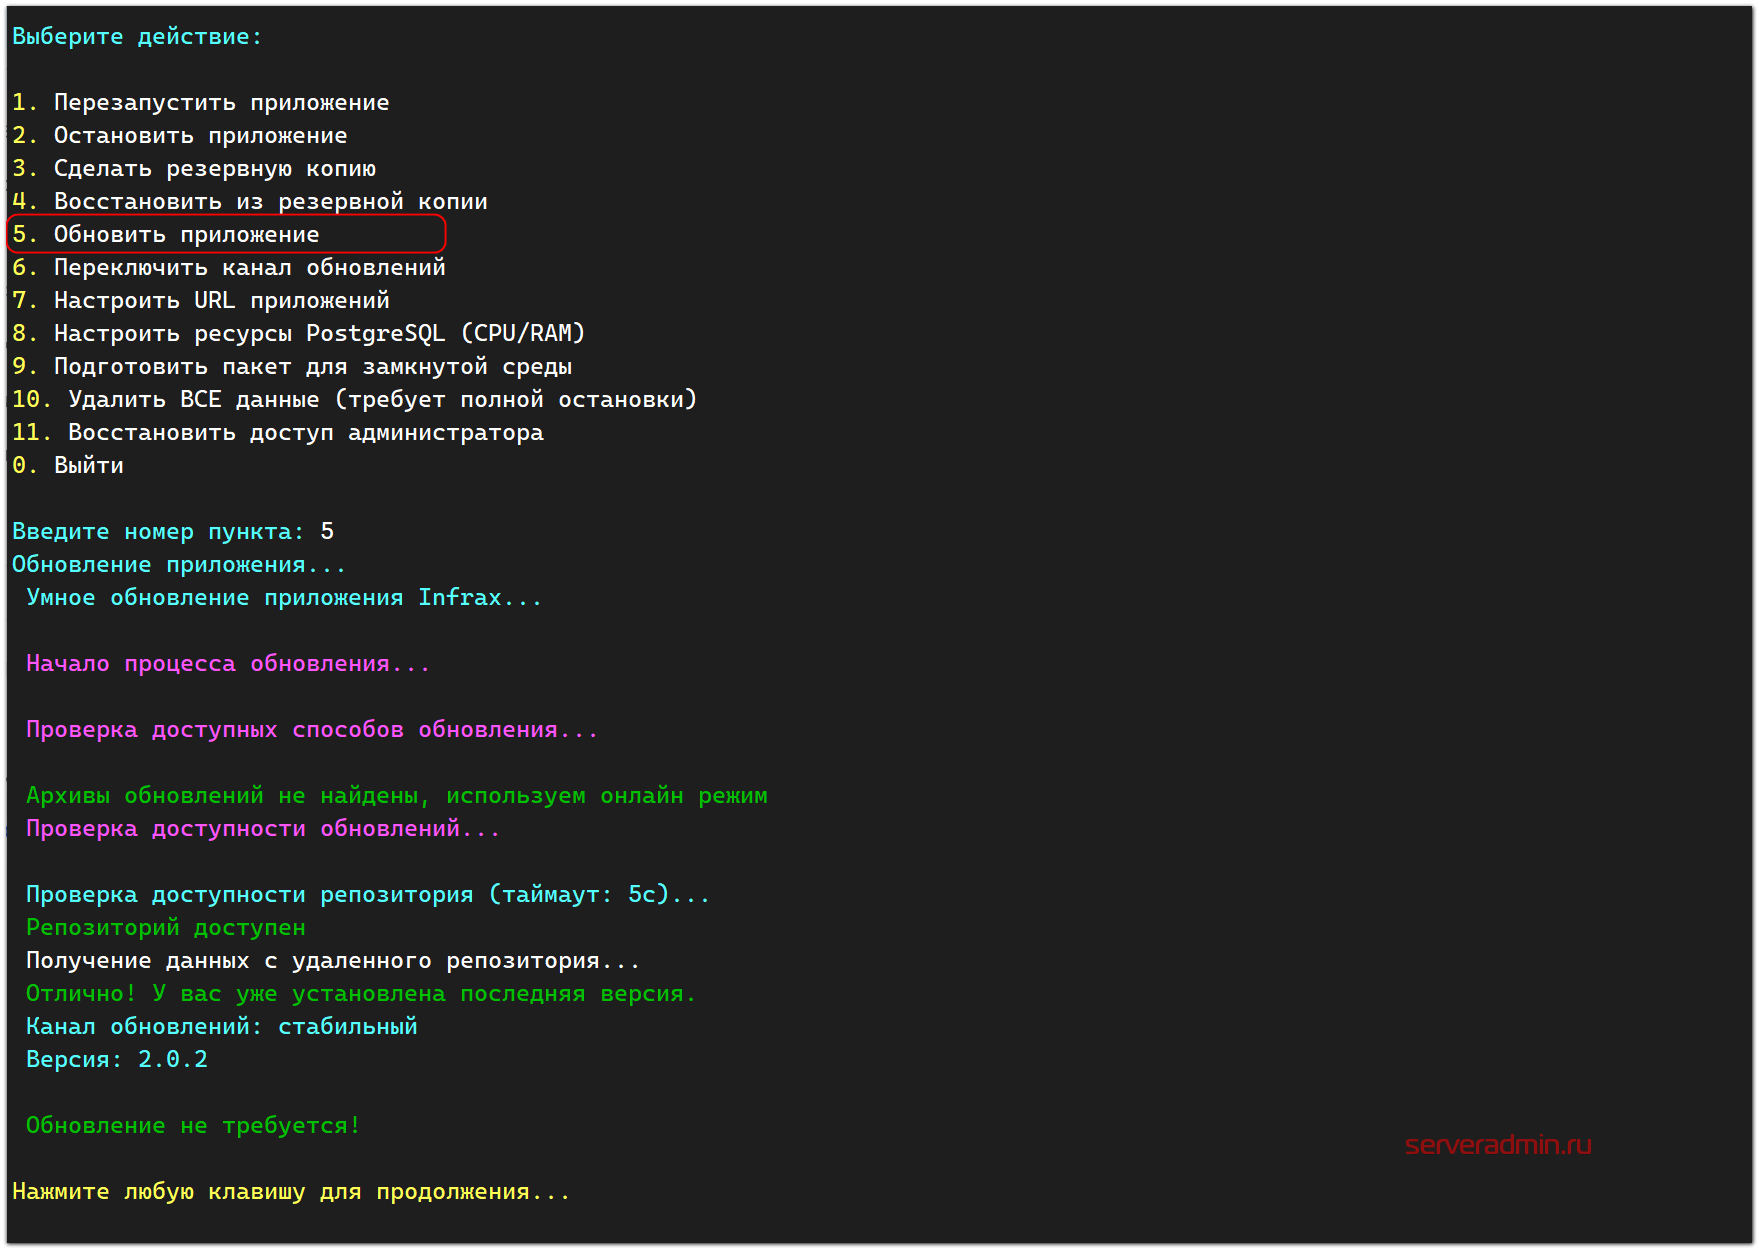 Выберите действие:
1. Перезапустить приложение
2. Остановить приложение
3. Сделать резервную копию
4. Восстановить из резервной копии
5. Обновить приложение
6. Переключить канал обновлений
7. Настроить URL приложений
8. Настроить ресурсы PostgreSQL (CPU/RAM)
9. Подготовить пакет для замкнутой среды
10. Удалить ВСЕ данные (требует полной остановки)
11. Восстановить доступ администратора
0. Выйти
Введите номер пункта: 5
Обновление приложения...
Умное обновление приложения Infrax...
Начало процесса обновления...
Проверка доступных способов обновления...
Архивы обновлений не найдены, используем онлайн режим
Проверка доступности обновлений...
Проверка доступности репозитория (таймаут: 5с)...
Репозиторий доступен
Получение данных с удаленного репозитория...
Отлично! У вас уже установлена последняя версия.
Канал обновлений: стабильный
Версия: 2.0.2
Обновление не требуется!
serveradmin.ru
Нажмите любую клавишу для продолжения...